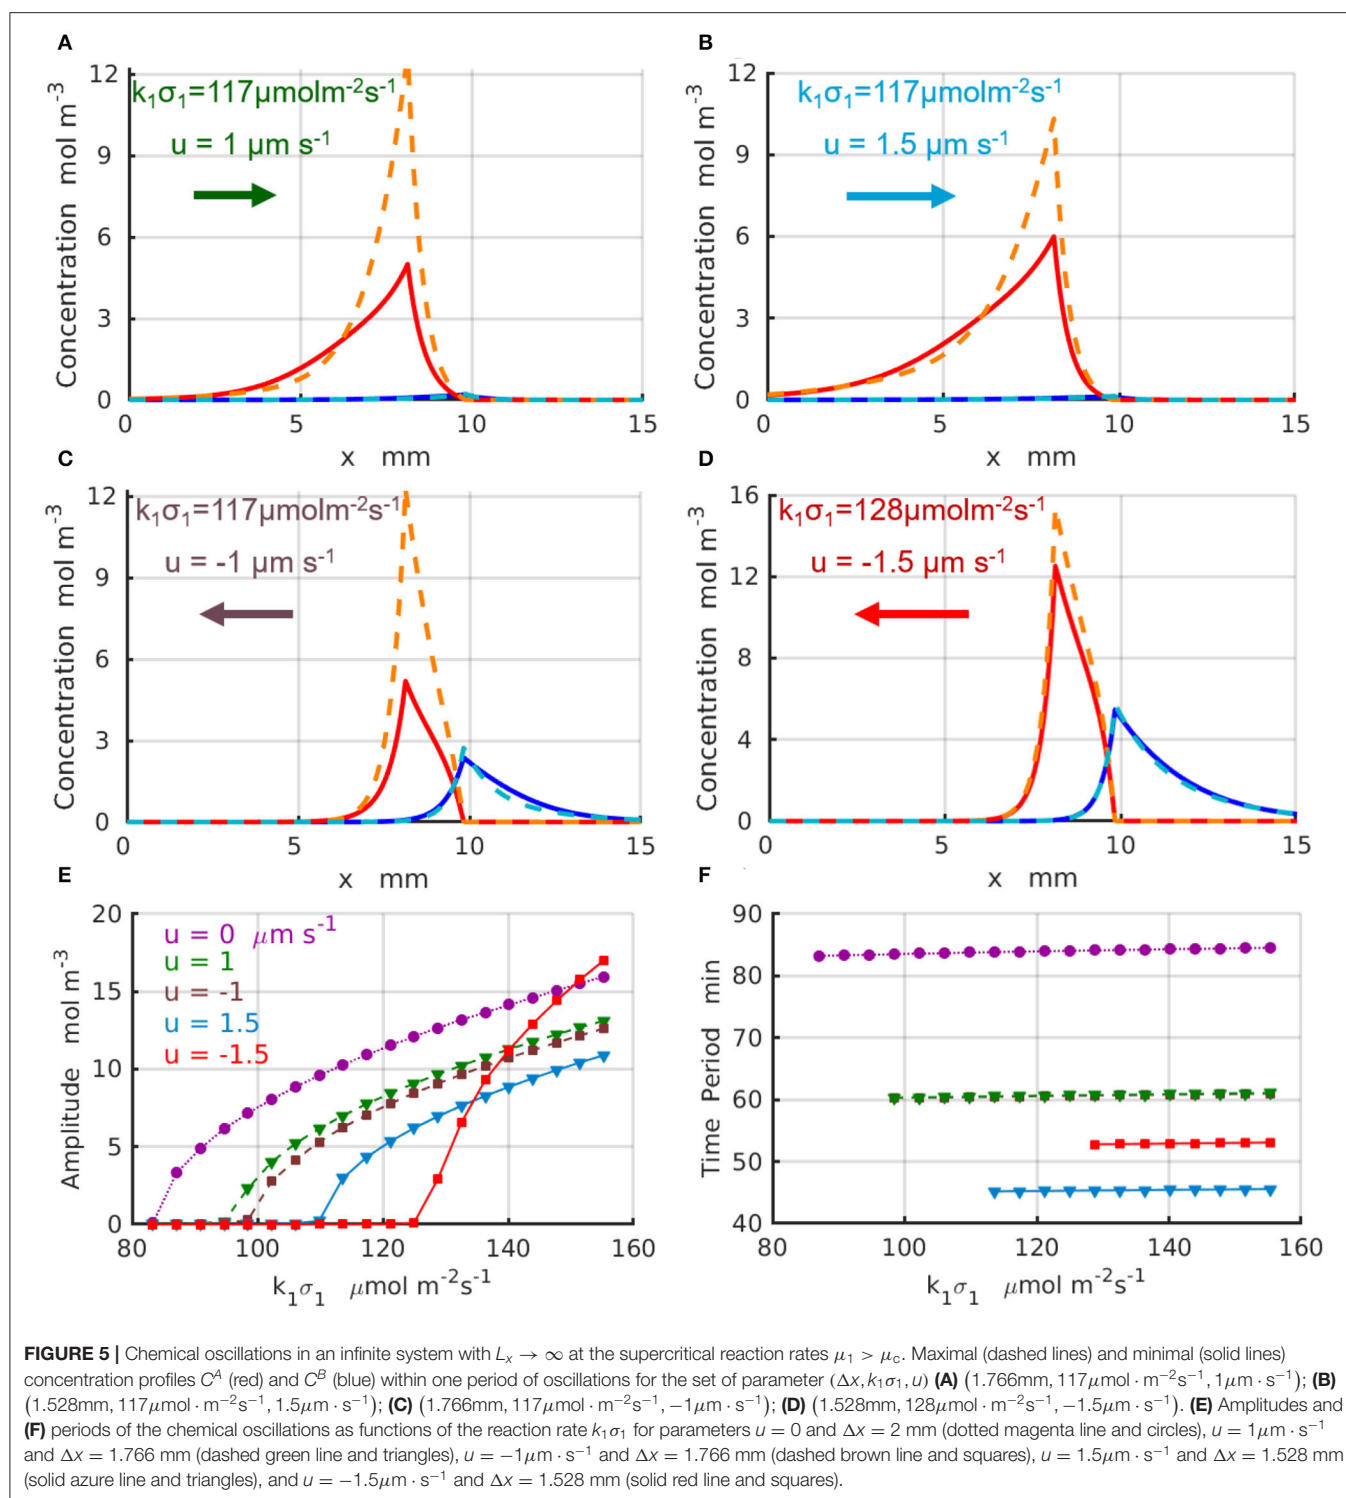 A
12
9
6
3
0
Concentration mol m⁻³
k₁σ₁=117µmolm⁻²s⁻¹
u = 1 µm s⁻¹
0 5 10 15
x mm
B
12
9
6
3
0
Concentration mol m⁻³
k₁σ₁=117µmolm⁻²s⁻¹
u = 1.5 µm s⁻¹
0 5 10 15
x mm
C
12
9
6
3
0
Concentration mol m⁻³
k₁σ₁=117µmolm⁻²s⁻¹
u = -1 µm s⁻¹
0 5 10 15
x mm
D
16
12
8
4
0
Concentration mol m⁻³
k₁σ₁=128µmolm⁻²s⁻¹
u = -1.5 µm s⁻¹
0 5 10 15
x mm
E
20
15
10
5
0
Amplitude mol m⁻³
u = 0 µm s⁻¹
u = 1
u = -1
u = 1.5
u = -1.5
80 100 120 140 160
k₁σ₁ µmol m⁻²s⁻¹
F
90
80
70
60
50
40
Time Period min
80 100 120 140 160
k₁σ₁ µmol m⁻²s⁻¹
FIGURE 5 | Chemical oscillations in an infinite system with Lₓ → ∞ at the supercritical reaction rates µ₁ > µ_c. Maximal (dashed lines) and minimal (solid lines)
concentration profiles Cᴬ (red) and Cᴮ (blue) within one period of oscillations for the set of parameter (Δx, k₁σ₁, u) (A) (1.766mm, 117µmol · m⁻²s⁻¹, 1µm · s⁻¹); (B)
(1.528mm, 117µmol · m⁻²s⁻¹, 1.5µm · s⁻¹); (C) (1.766mm, 117µmol · m⁻²s⁻¹, −1µm · s⁻¹); (D) (1.528mm, 128µmol · m⁻²s⁻¹, −1.5µm · s⁻¹). (E) Amplitudes and
(F) periods of the chemical oscillations as functions of the reaction rate k₁σ₁ for parameters u = 0 and Δx = 2 mm (dotted magenta line and circles), u = 1µm · s⁻¹
and Δx = 1.766 mm (dashed green line and triangles), u = −1µm · s⁻¹ and Δx = 1.766 mm (dashed brown line and squares), u = 1.5µm · s⁻¹ and Δx = 1.528 mm
(solid azure line and triangles), and u = −1.5µm · s⁻¹ and Δx = 1.528 mm (solid red line and squares).